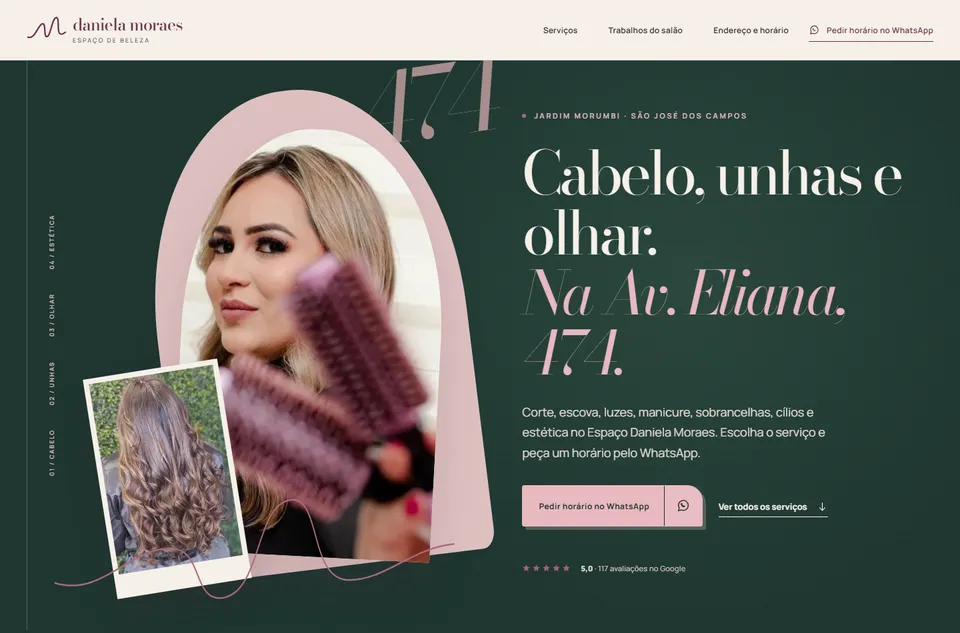 daniela moraes
ESPAÇO DE BELEZA
Serviços
Trabalhos do salão
Endereço e horário
Pedir horário no WhatsApp
474
04 / ESTÉTICA
03 / OLHAR
02 / UNHAS
01 / CABELO
JARDIM MORUMBI · SÃO JOSÉ DOS CAMPOS
Cabelo, unhas e
olhar.
Na Av. Eliana,
474.
Corte, escova, luzes, manicure, sobrancelhas, cílios e
estética no Espaço Daniela Moraes. Escolha o serviço e
peça um horário pelo WhatsApp.
Pedir horário no WhatsApp
Ver todos os serviços ↓
★★★★★ 5,0 · 117 avaliações no Google